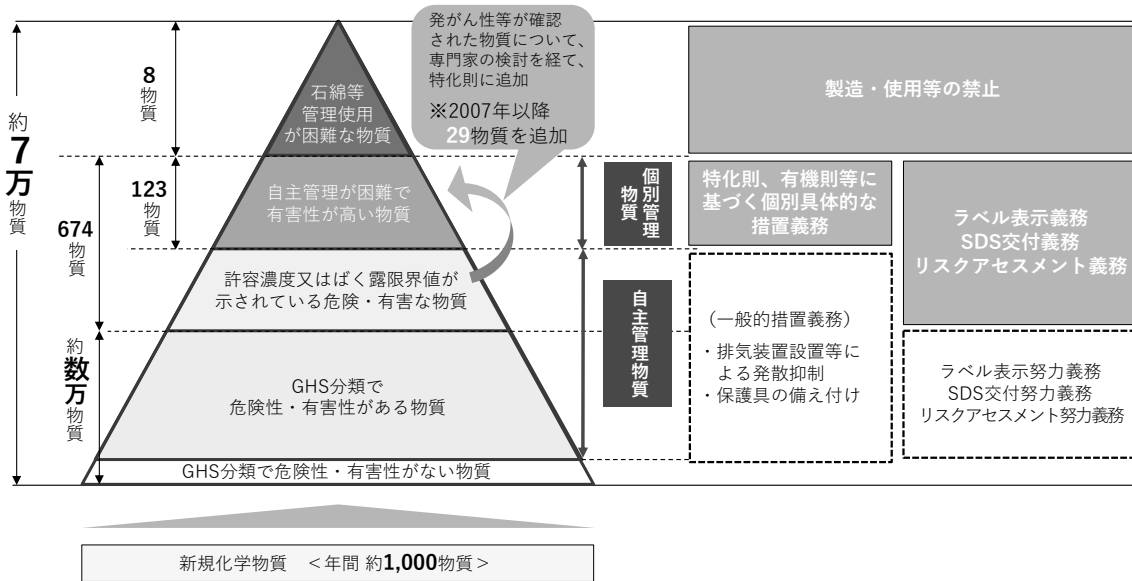 約
7
万
物質
8
物質
674
物質
123
物質
約
数
万
物質
石綿等
管理使用
が困難な物質
自主管理が困難で
有害性が高い物質
許容濃度又はばく露限界値が
示されている危険・有害な物質
GHS分類で
危険性・有害性がある物質
GHS分類で危険性・有害性がない物質
発がん性等が確認
された物質について、
専門家の検討を経て、
特化則に追加
※2007年以降
29物質を追加
個別管理
物質
自主管理物質
製造・使用等の禁止
特化則、有機則等に
基づく個別具体的な
措置義務
ラベル表示義務
SDS交付義務
リスクアセスメント義務
（一般的措置義務）
・排気装置設置等に
よる発散抑制
・保護具の備え付け
ラベル表示努力義務
SDS交付努力義務
リスクアセスメント努力義務
新規化学物質　＜年間 約1,000物質＞